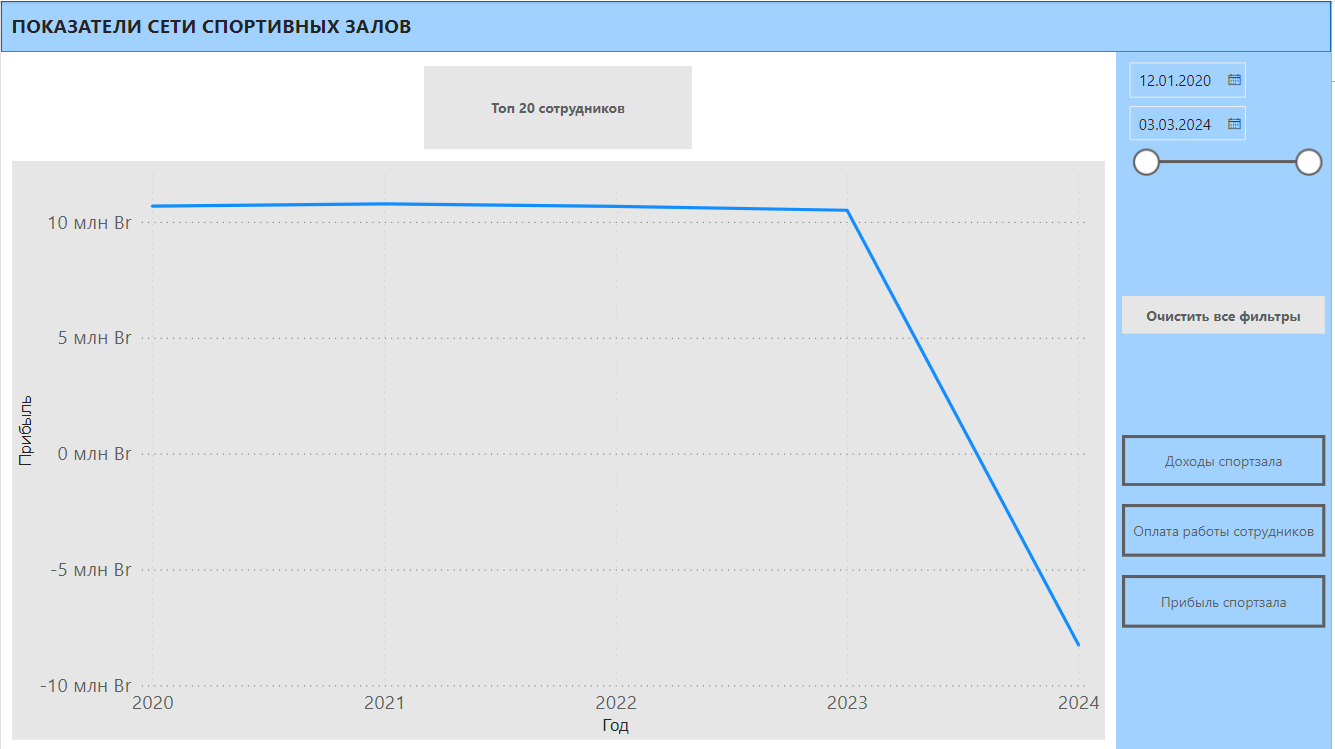 ПОКАЗАТЕЛИ СЕТИ СПОРТИВНЫХ ЗАЛОВ
Топ 20 сотрудников
10 млн Br
5 млн Br
0 млн Br
-5 млн Br
-10 млн Br
Прибыль
2020 2021 2022 2023 2024
Год
12.01.2020
03.03.2024
Очистить все фильтры
Доходы спортзала
Оплата работы сотрудников
Прибыль спортзала